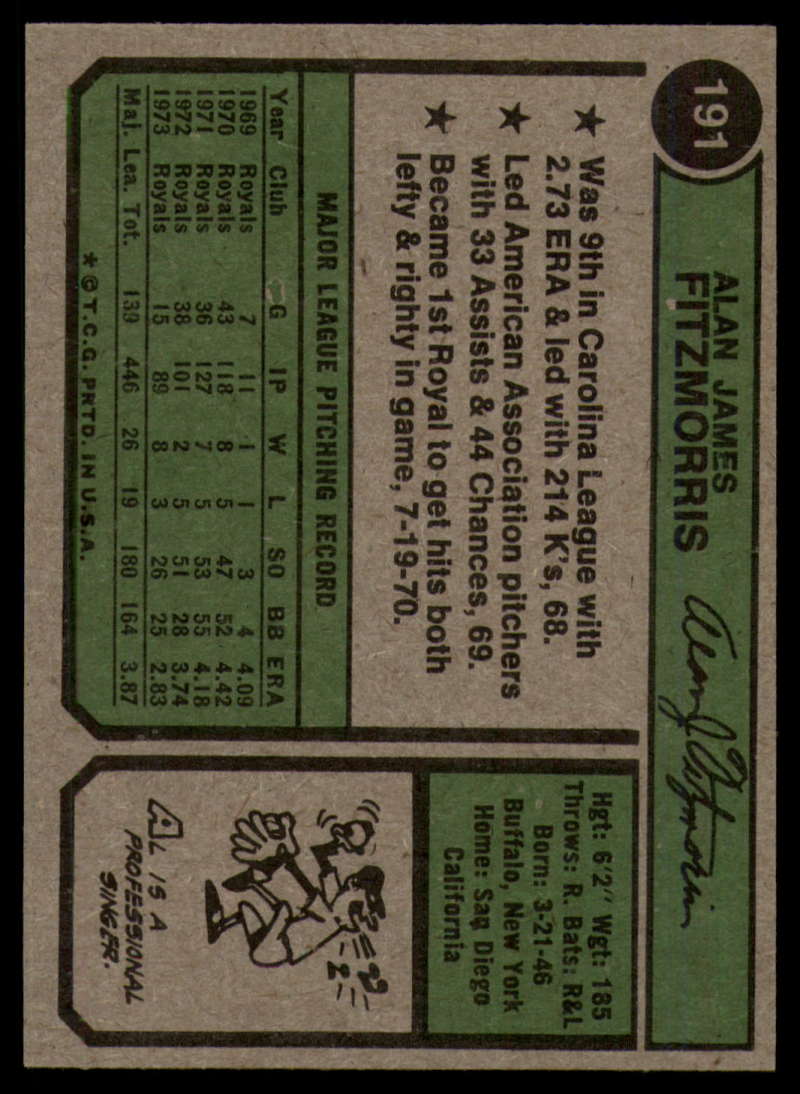 191
ALAN JAMES
FITZMORRIS
Alan J Fitzmorris
★ Was 9th in Carolina League with
2.73 ERA & led with 214 K's, 68.
★ Led American Association pitchers
with 33 Assists & 44 Chances, 69.
★ Became 1st Royal to get hits both
lefty & righty in game, 7-19-70.
MAJOR LEAGUE PITCHING RECORD
Year Club G IP W L SO BB ERA
1969 Royals 7 11 1 1 3 4 4.09
1970 Royals 43 118 8 5 47 52 4.42
1971 Royals 36 127 7 5 53 55 4.18
1972 Royals 38 101 2 5 51 28 3.74
1973 Royals 15 89 8 3 26 25 2.83
Maj. Lea. Tot. 139 446 26 19 180 164 3.87
* © T.C.G. PRTD. IN U.S.A.
Hgt: 6'2" Wgt: 185
Throws: R. Bats: R&L
Born: 3-21-46
Buffalo, New York
Home: San Diego
California
AL IS A
PROFESSIONAL
SINGER.